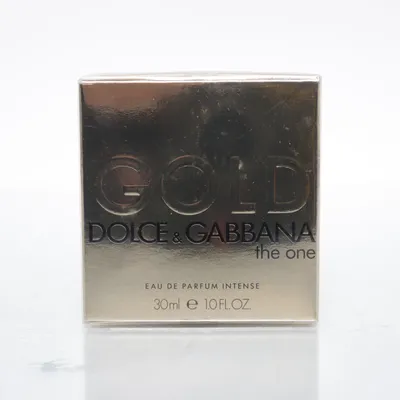 GOLD
DOLCE & GABBANA
the one
EAU DE PARFUM INTENSE
30ml e 1.0 FL.OZ.